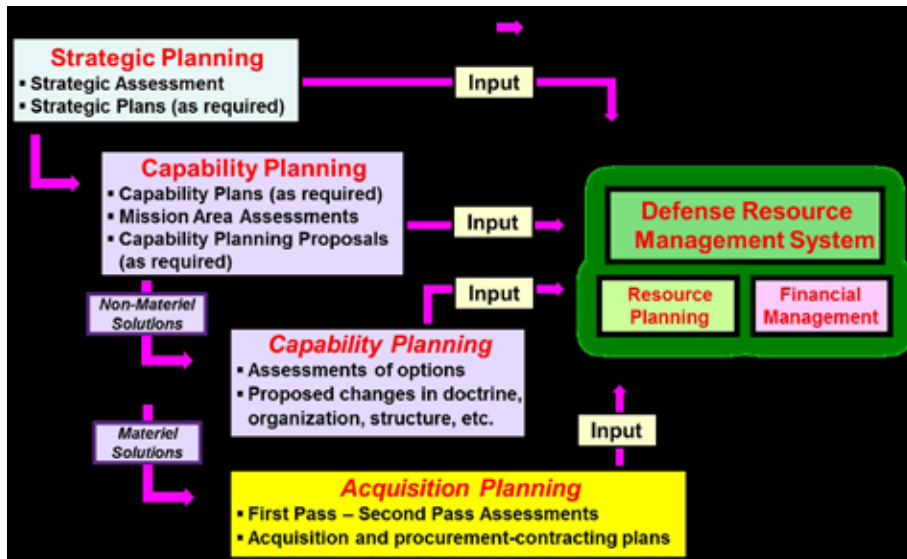 Strategic Planning
▪ Strategic Assessment
▪ Strategic Plans (as required)
Input
Capability Planning
▪ Capability Plans (as required)
▪ Mission Area Assessments
▪ Capability Planning Proposals
(as required)
Input
Defense Resource
Management System
Resource
Planning
Financial
Management
Input
Non-Materiel
Solutions
Capability Planning
▪ Assessments of options
▪ Proposed changes in doctrine,
organization, structure, etc.
Materiel
Solutions
Input
Acquisition Planning
▪ First Pass – Second Pass Assessments
▪ Acquisition and procurement-contracting plans